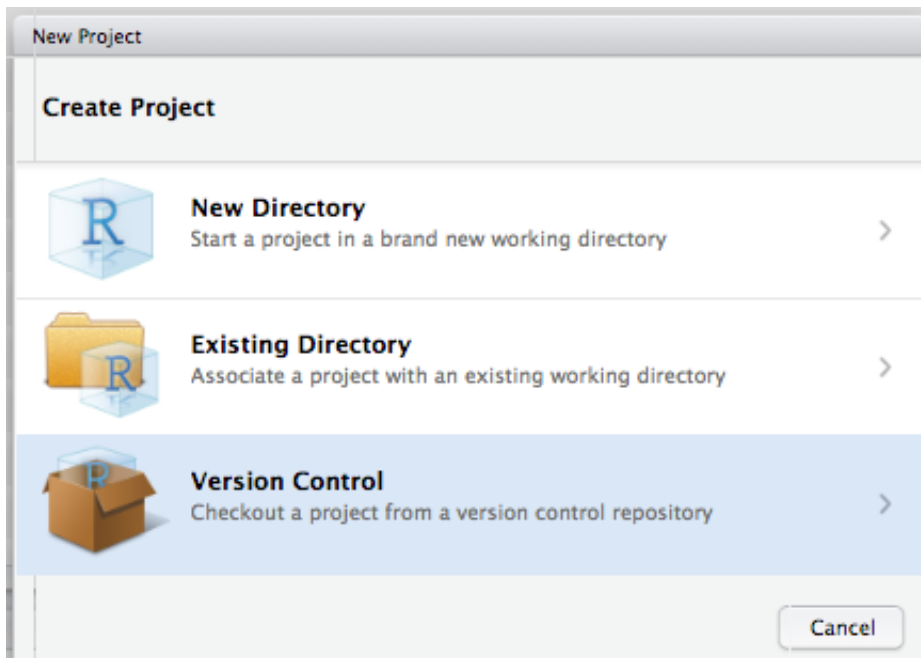 New Project
Create Project
R
New Directory
Start a project in a brand new working directory
R
Existing Directory
Associate a project with an existing working directory
R
Version Control
Checkout a project from a version control repository
Cancel